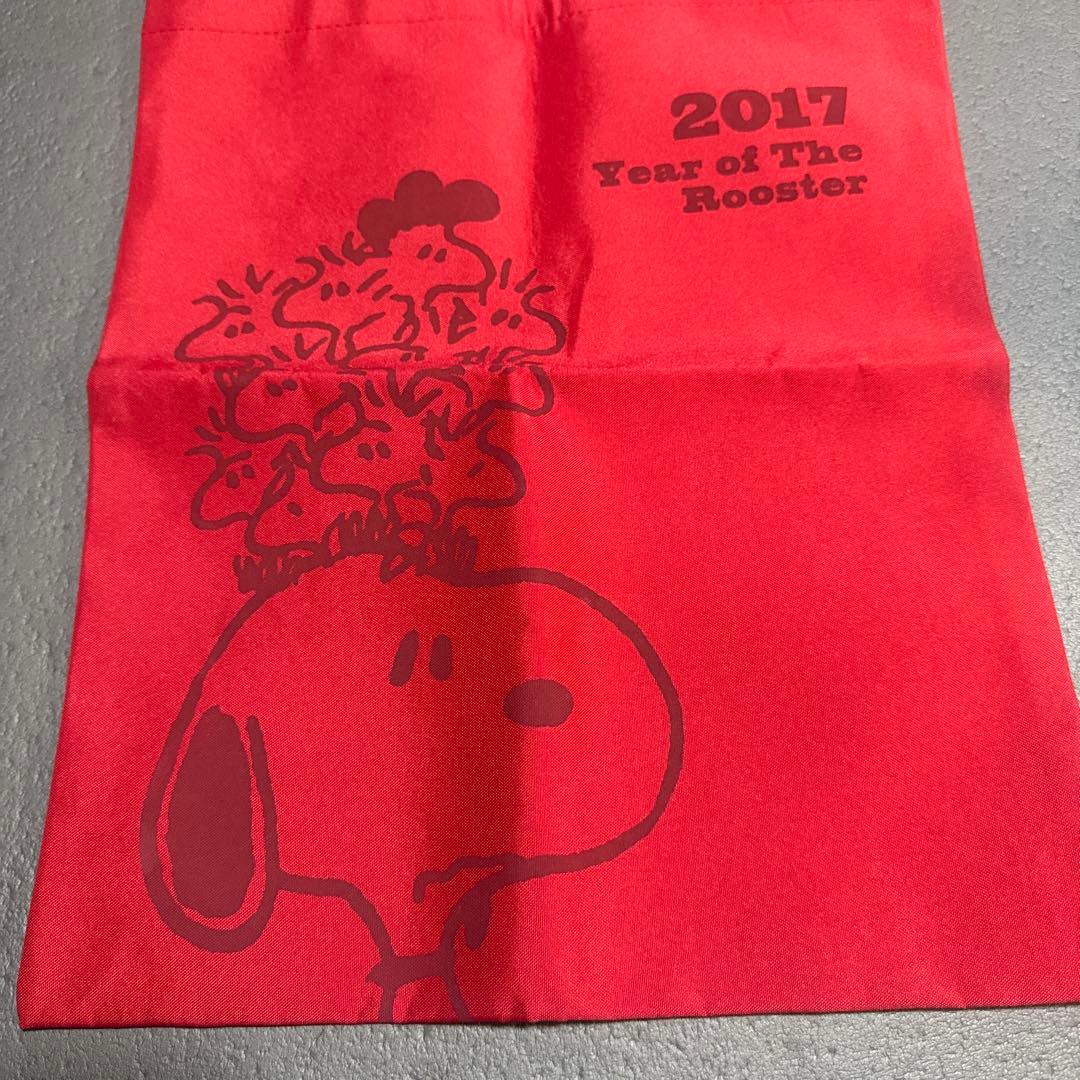 2017
Year of The
Rooster